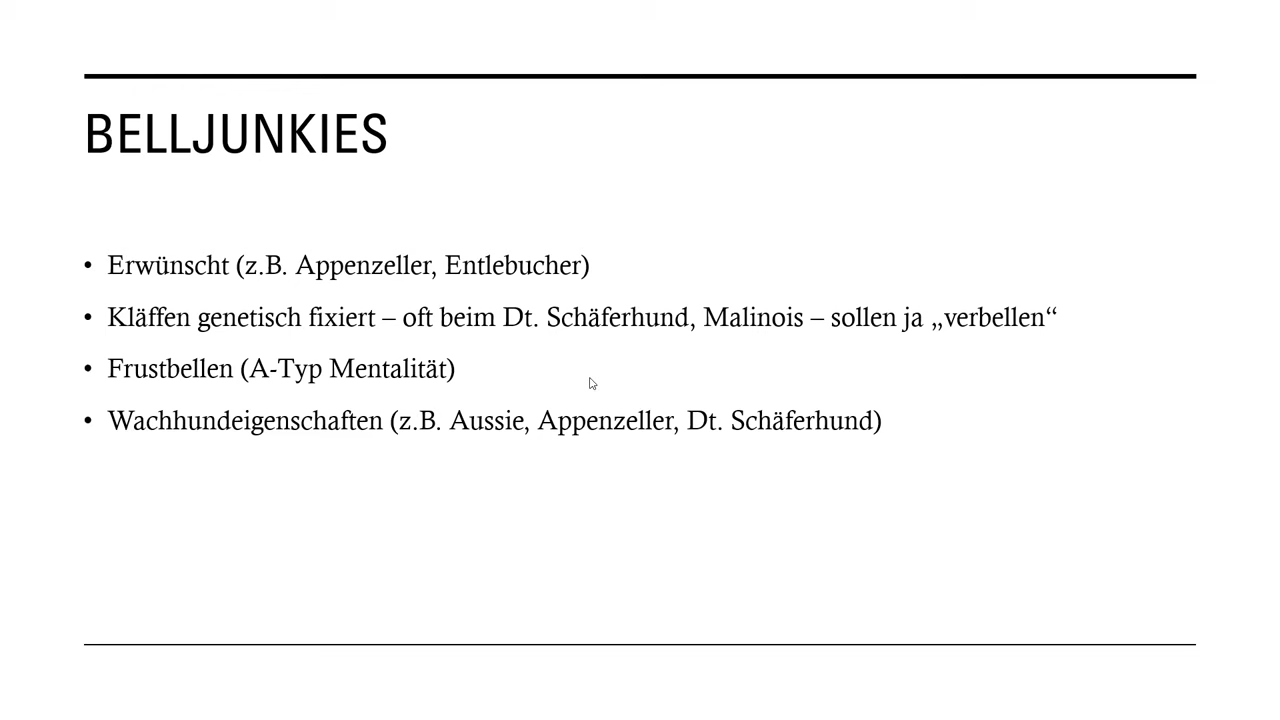 BELLJUNKIES
• Erwünscht (z.B. Appenzeller, Entlebucher)
• Kläffen genetisch fixiert – oft beim Dt. Schäferhund, Malinois – sollen ja „verbellen“
• Frustbellen (A-Typ Mentalität)
• Wachhundeigenschaften (z.B. Aussie, Appenzeller, Dt. Schäferhund)